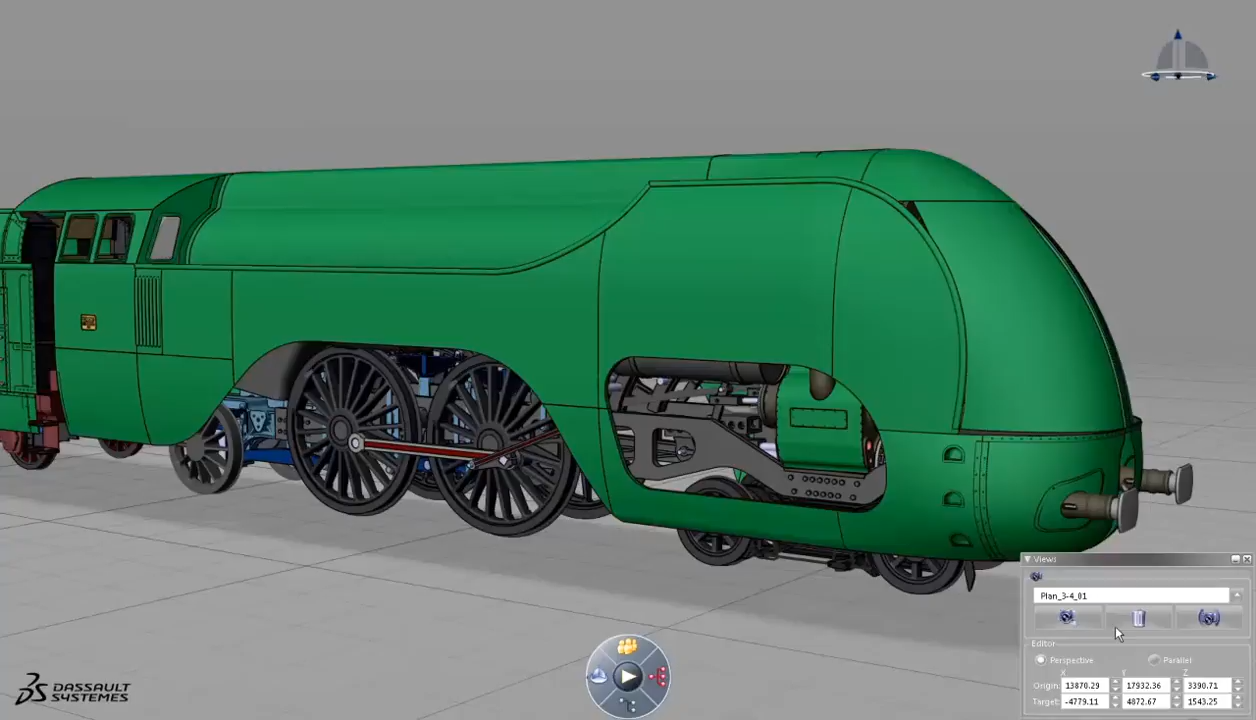 Views
Plan_3-4_01
Editor
Perspective
Parallel
X Y Z
Origin: 13870.29 17932.36 3390.71
Target: -4779.11 4872.67 1543.25
DASSAULT
SYSTEMES